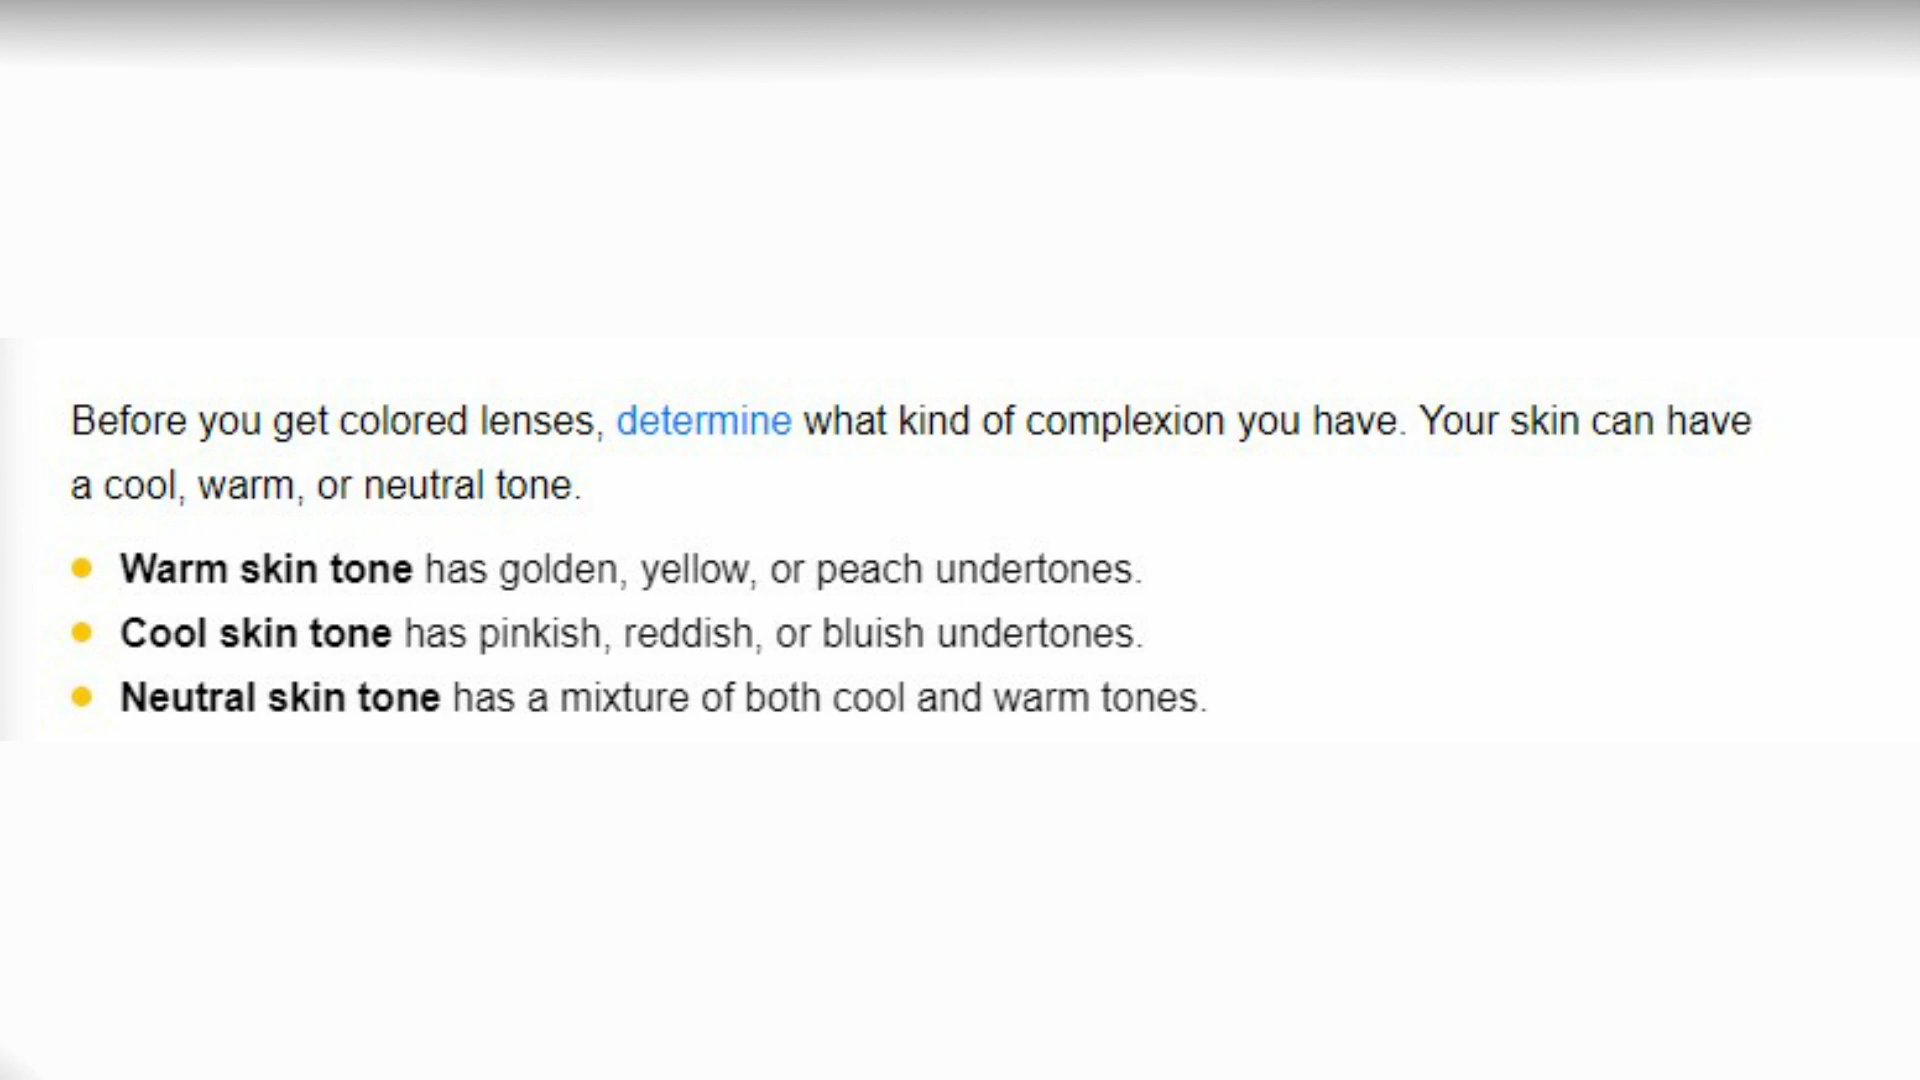 Before you get colored lenses, determine what kind of complexion you have. Your skin can have
a cool, warm, or neutral tone.
Warm skin tone has golden, yellow, or peach undertones.
Cool skin tone has pinkish, reddish, or bluish undertones.
Neutral skin tone has a mixture of both cool and warm tones.